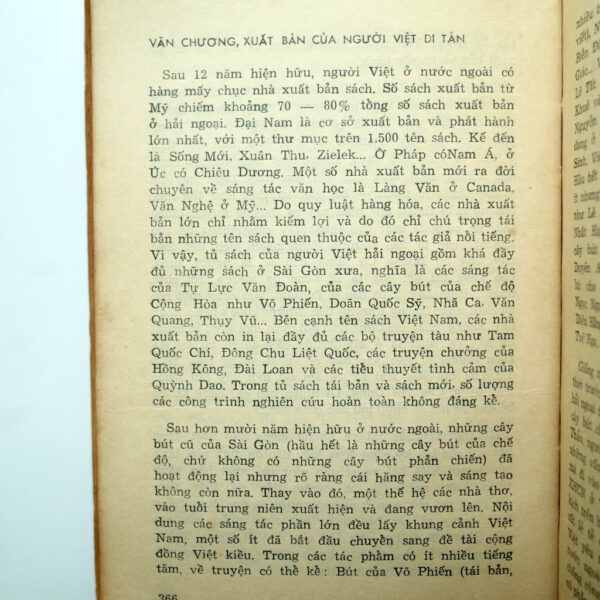 VĂN CHƯƠNG, XUẤT BẢN CỦA NGƯỜI VIỆT DI TẢN
Sau 12 năm hiện hữu, người Việt ở nước ngoài có
hàng mấy chục nhà xuất bản sách. Số sách xuất bản từ
Mỹ chiếm khoảng 70 — 80% tổng số sách xuất bản
ở hải ngoại. Đại Nam là cơ sở xuất bản và phát hành
lớn nhất, với một thư mục trên 1.500 tên sách. Kế đến
là Sống Mới, Xuân Thu, Zielek... Ở Pháp cóNam Á, ở
Úc có Chiêu Dương. Một số nhà xuất bản mới ra đời
chuyên về sáng tác văn học là Làng Văn ở Canada,
Văn Nghệ ở Mỹ... Do quy luật hàng hóa, các nhà xuất
bản lớn chỉ nhằm kiếm lợi và do đó chỉ chú trọng tái
bản những tên sách quen thuộc của các tác giả nổi tiếng.
Vì vậy, tủ sách của người Việt hải ngoại gồm khá đầy
đủ những sách ở Sài Gòn xưa, nghĩa là các sáng tác
của Tự Lực Văn Đoàn, của các cây bút của chế độ
Cộng Hòa như Võ Phiến, Doãn Quốc Sỹ, Nhã Ca, Văn
Quang, Thụy Vũ... Bên cạnh tên sách Việt Nam, các nhà
xuất bản còn in lại đầy đủ các bộ truyện tàu như Tam
Quốc Chí, Đông Chu Liệt Quốc, các truyện chưởng của
Hồng Kông, Đài Loan và các tiểu thuyết tình cảm của
Quỳnh Dao. Trong tủ sách tái bản và sách mới, số lượng
các công trình nghiên cứu hoàn toàn không đáng kể.
Sau hơn mười năm hiện hữu ở nước ngoài, những cây
bút cũ của Sài Gòn (hầu hết là những cây bút của chế
độ, chứ không có những cây bút phản chiến) đã
hoạt động lại nhưng rõ ràng cái hăng say và sáng tạo
không còn nữa. Thay vào đó, một thế hệ các nhà thơ,
vào tuổi trung niên xuất hiện và đang vươn lên. Nội
dung các sáng tác phần lớn đều lấy khung cảnh Việt
Nam, một số ít đã bắt đầu chuyển sang đề tài cộng
đồng Việt kiều. Trong các tác phẩm có ít nhiều tiếng
tăm, về truyện có thể kể : Bút của Võ Phiến (tái bản,
366